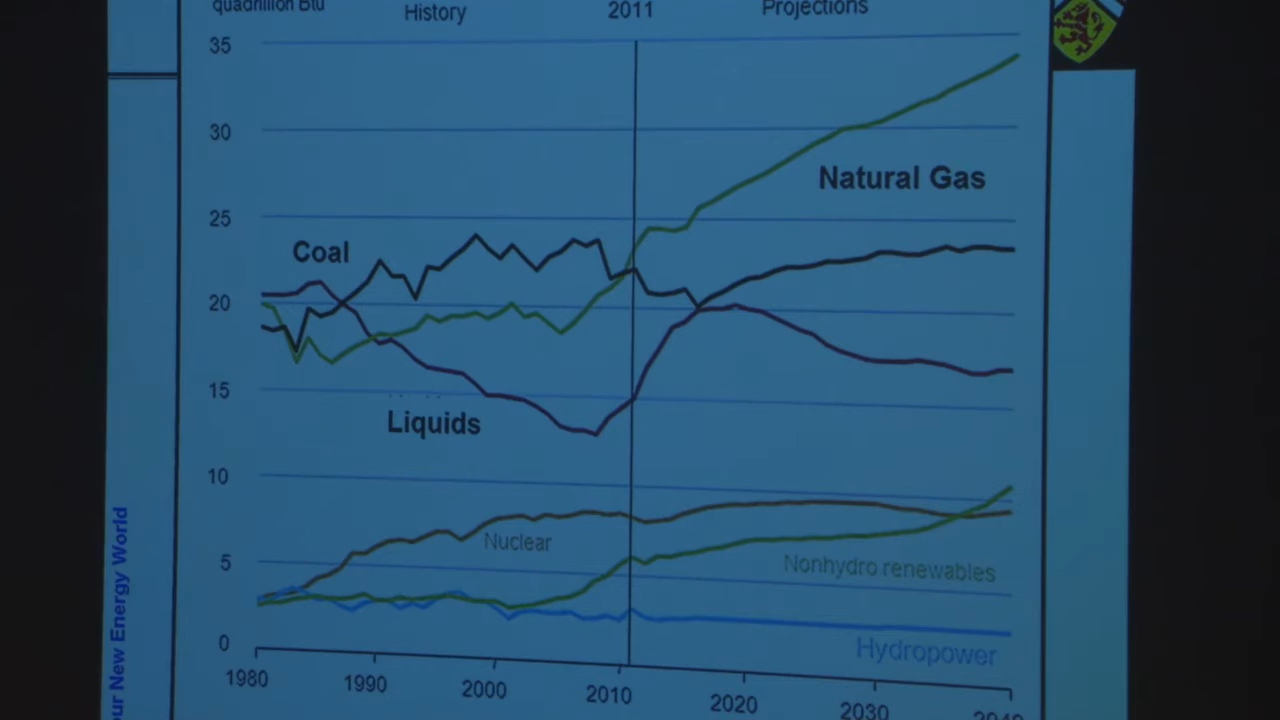 quadrillion Btu
History
2011
Projections
35
30
25
20
15
10
5
0
Natural Gas
Coal
Liquids
Nuclear
Nonhydro renewables
Hydropower
1980
1990
2000
2010
2020
2030
2040
our New Energy World